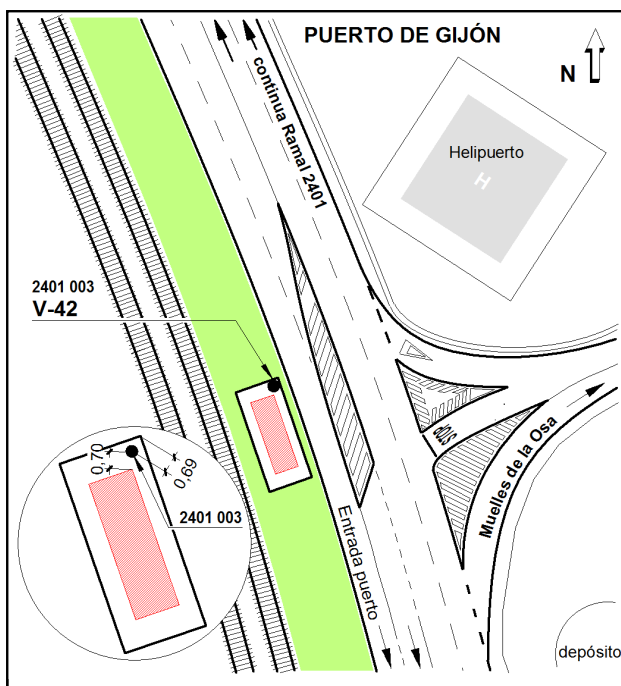 PUERTO DE GIJÓN
N
continua Ramal 2401
Helipuerto
H
2401 003
V-42
STOP
Muelles de la Osa
0,70
0,69
2401 003
Entrada puerto
depósito